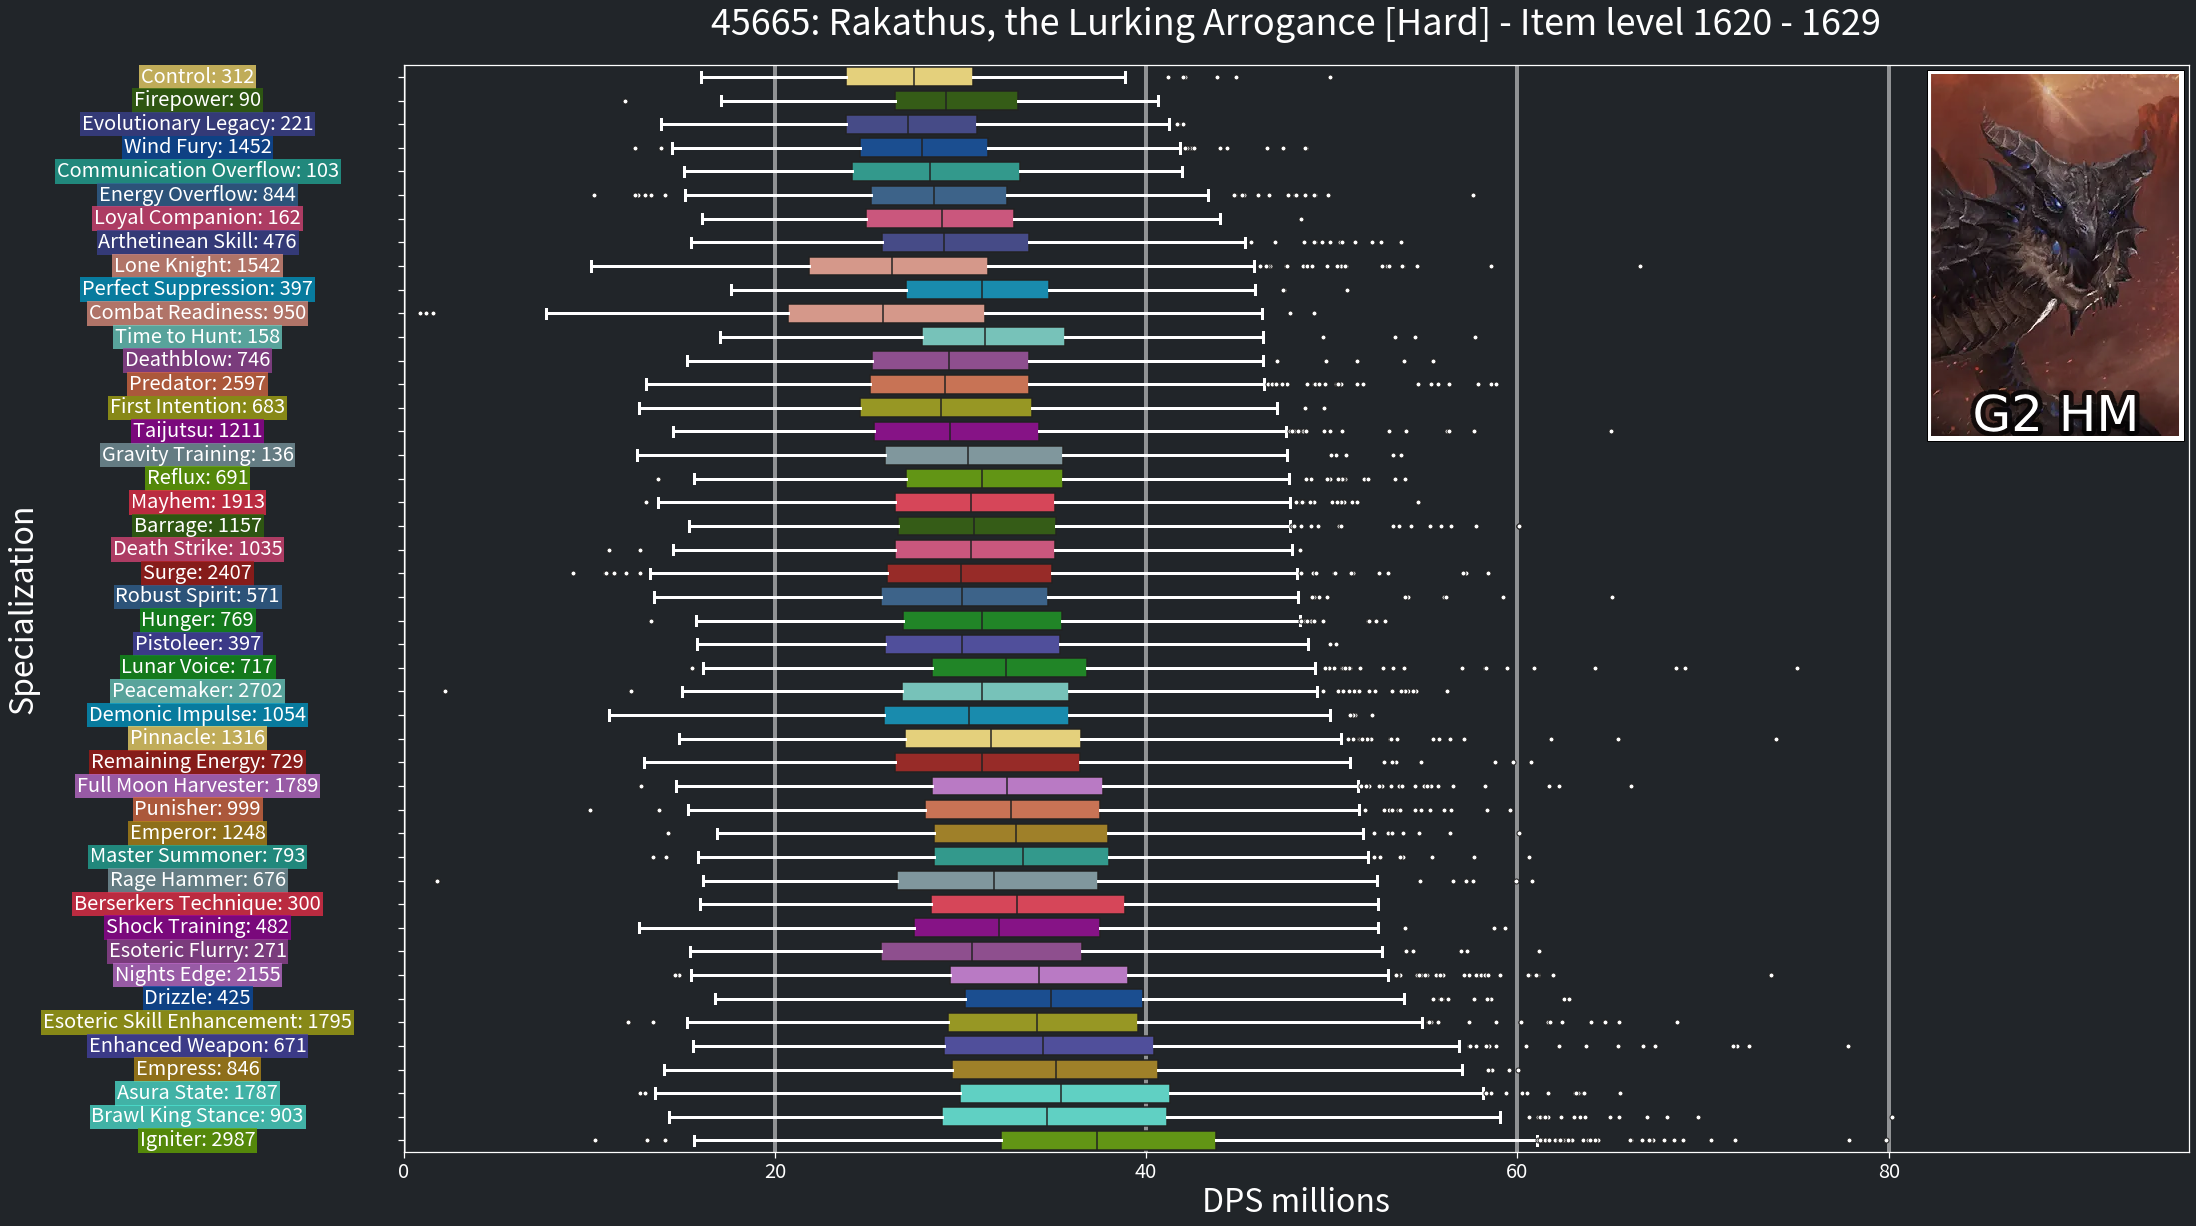 45665: Rakathus, the Lurking Arrogance [Hard] - Item level 1620 - 1629
Control: 312
Firepower: 90
Evolutionary Legacy: 221
Wind Fury: 1452
Communication Overflow: 103
Energy Overflow: 844
Loyal Companion: 162
Arthetinean Skill: 476
Lone Knight: 1542
Perfect Suppression: 397
Combat Readiness: 950
Time to Hunt: 158
Deathblow: 746
Predator: 2597
First Intention: 683
Taijutsu: 1211
Gravity Training: 136
Reflux: 691
Mayhem: 1913
Barrage: 1157
Death Strike: 1035
Surge: 2407
Robust Spirit: 571
Hunger: 769
Pistoleer: 397
Lunar Voice: 717
Peacemaker: 2702
Demonic Impulse: 1054
Pinnacle: 1316
Remaining Energy: 729
Full Moon Harvester: 1789
Punisher: 999
Emperor: 1248
Master Summoner: 793
Rage Hammer: 676
Berserkers Technique: 300
Shock Training: 482
Esoteric Flurry: 271
Nights Edge: 2155
Drizzle: 425
Esoteric Skill Enhancement: 1795
Enhanced Weapon: 671
Empress: 846
Asura State: 1787
Brawl King Stance: 903
Igniter: 2987
Specialization
G2 HM
0 20 40 60 80
DPS millions